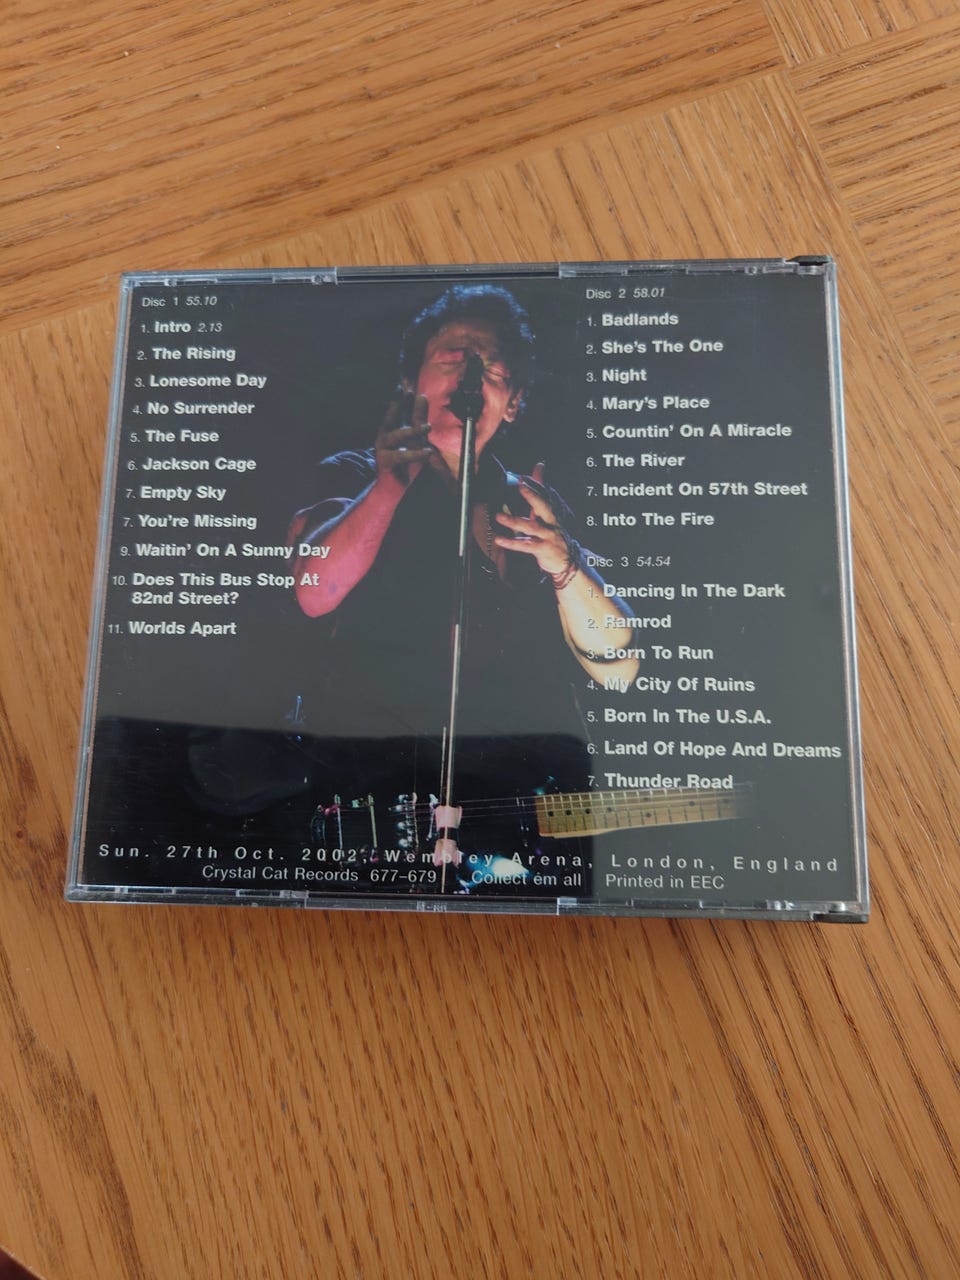 Disc 1 55.10
1. Intro 2.13
2. The Rising
3. Lonesome Day
4. No Surrender
5. The Fuse
6. Jackson Cage
7. Empty Sky
7. You're Missing
9. Waitin' On A Sunny Day
10. Does This Bus Stop At
82nd Street?
11. Worlds Apart
Disc 2 58.01
1. Badlands
2. She's The One
3. Night
4. Mary's Place
5. Countin' On A Miracle
6. The River
7. Incident On 57th Street
8. Into The Fire
Disc 3 54.54
1. Dancing In The Dark
2. Ramrod
3. Born To Run
4. My City Of Ruins
5. Born In The U.S.A.
6. Land Of Hope And Dreams
7. Thunder Road
Sun. 27th Oct. 2002, Wembley Arena, London, England
Crystal Cat Records 677-679 Collect em all Printed in EEC